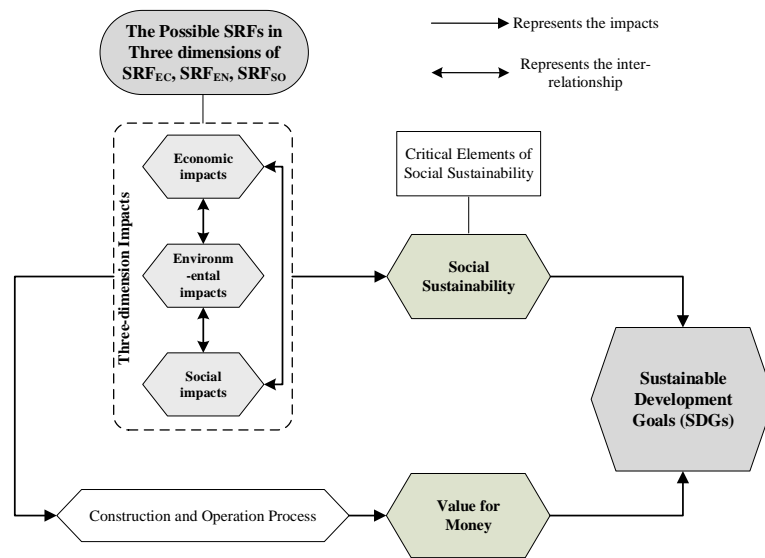 The Possible SRFs in
Three dimensions of
SRFEC, SRFEN, SRFSO
Represents the impacts
Represents the inter-
relationship
Three-dimension Impacts
Economic
impacts
Environm
-ental
impacts
Social
impacts
Critical Elements of
Social Sustainability
Social
Sustainability
Sustainable
Development
Goals (SDGs)
Construction and Operation Process
Value for
Money